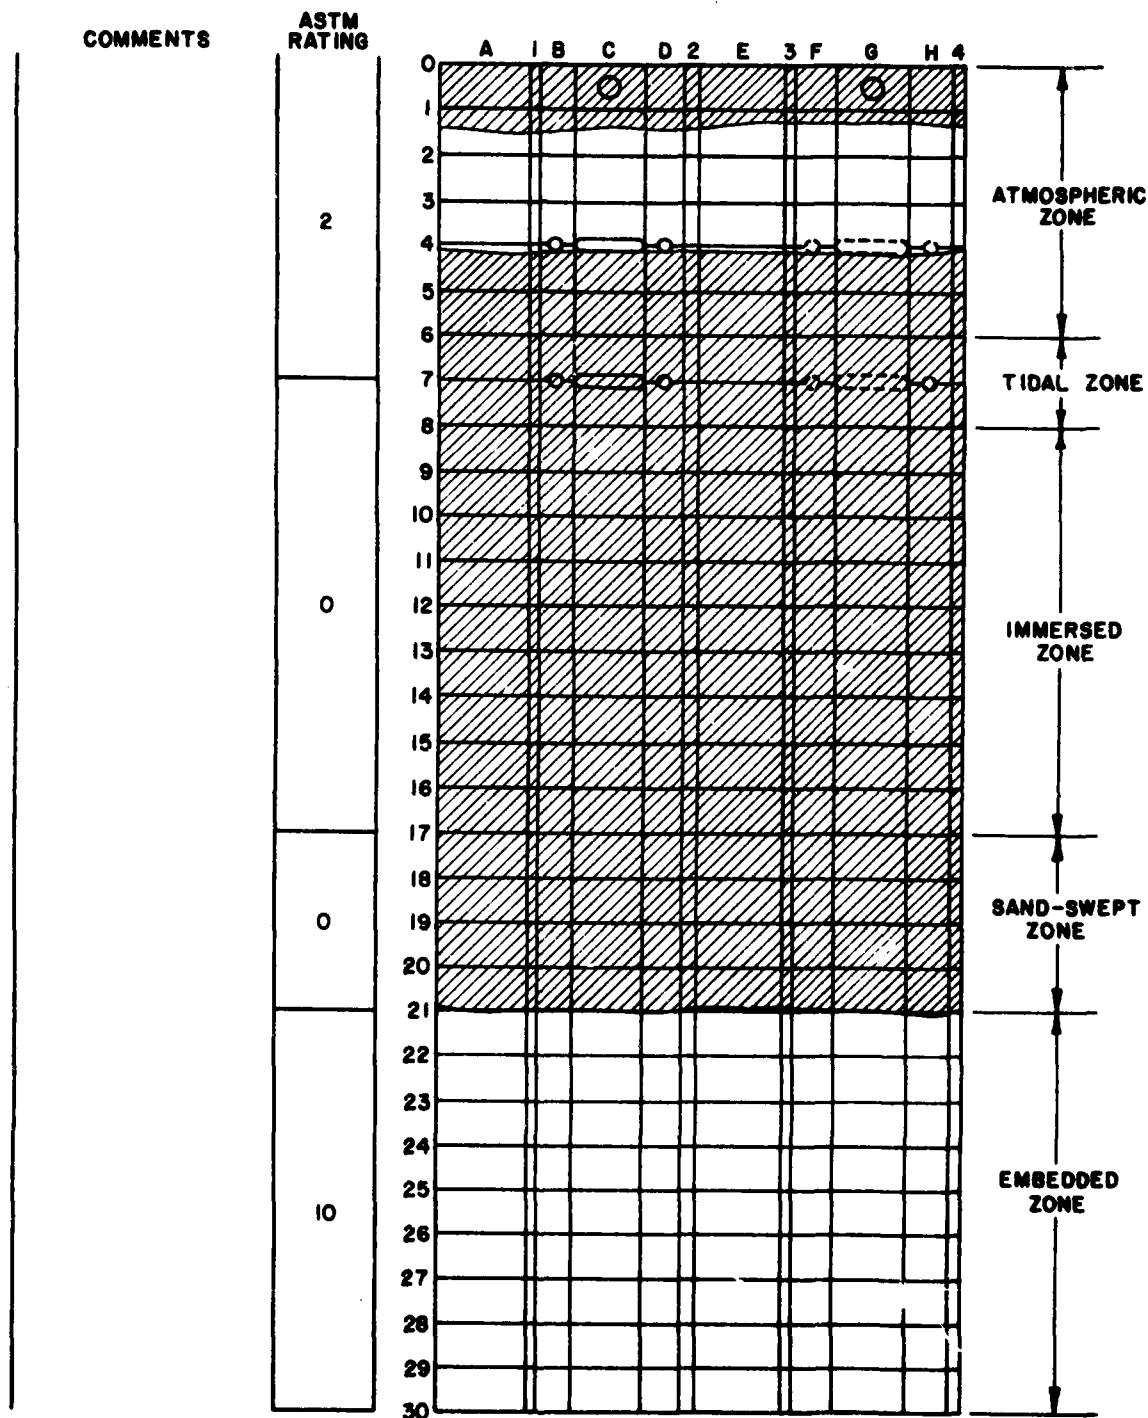 COMMENTS
ASTM
RATING
A 1 B C D 2 E 3 F G H 4
0
1
2
3
4
5
6
7
8
9
10
11
12
13
14
15
16
17
18
19
20
21
22
23
24
25
26
27
28
29
30
2
0
0
10
ATMOSPHERIC
ZONE
TIDAL ZONE
IMMERSED
ZONE
SAND-SWEPT
ZONE
EMBEDDED
ZONE